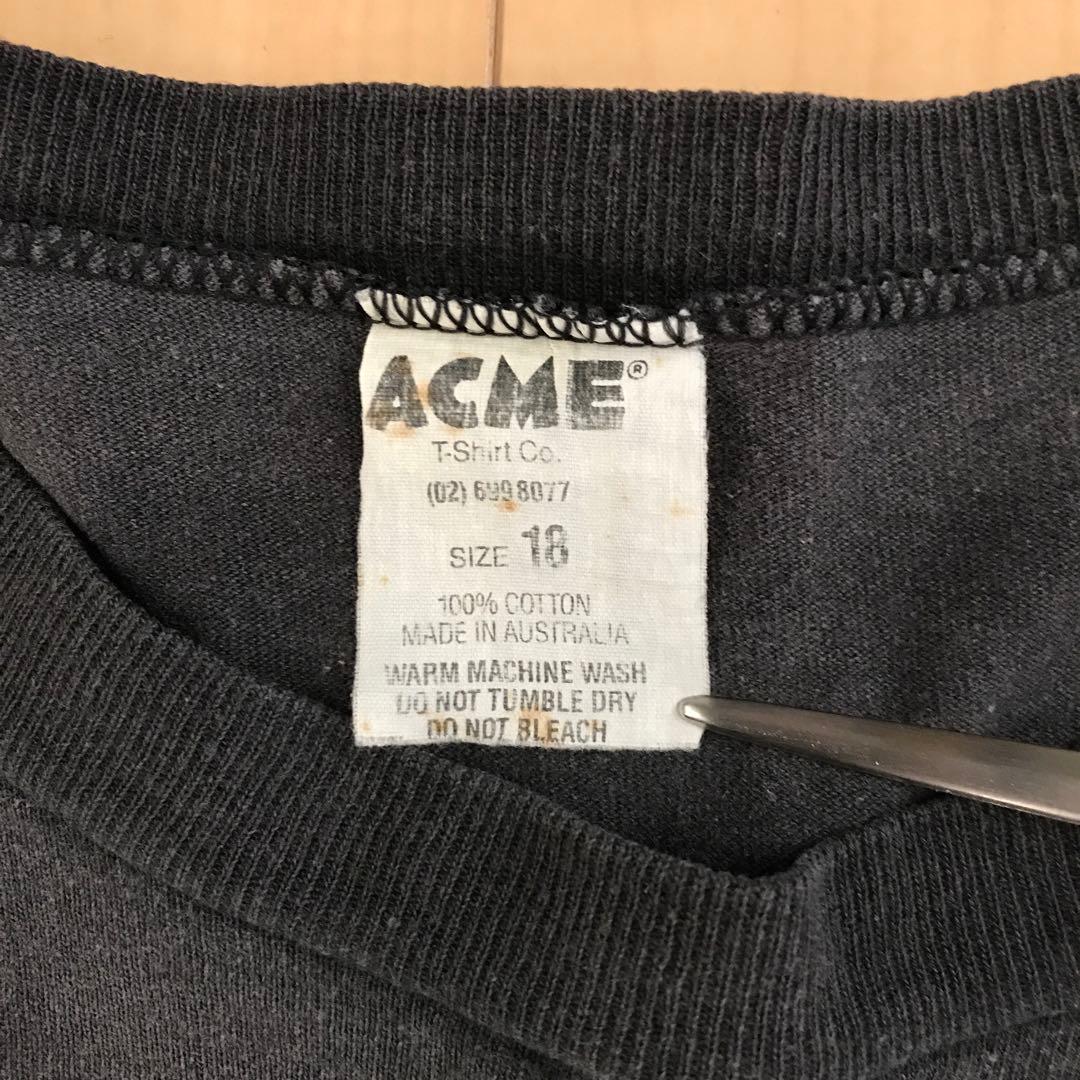 ACME®
T-Shirt Co.
(02) 699 8077
SIZE 18
100% COTTON
MADE IN AUSTRALIA
WARM MACHINE WASH
DO NOT TUMBLE DRY
DO NOT BLEACH